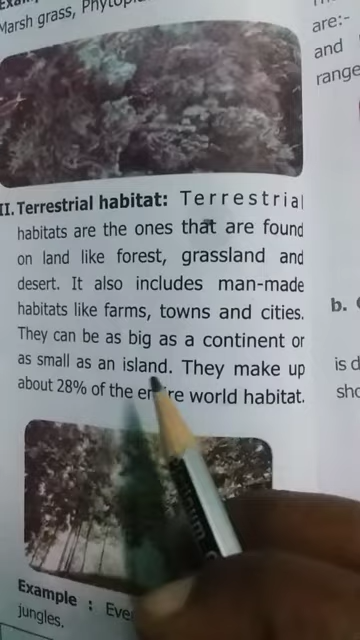 Marsh grass,
II. Terrestrial habitat: Terrestrial
habitats are the ones that are found
on land like forest, grassland and
desert. It also includes man-made
habitats like farms, towns and cities.
They can be as big as a continent or
as small as an island. They make up
about 28% of the entire world habitat.
Example :
jungles.
are:-
and
range
b.
is